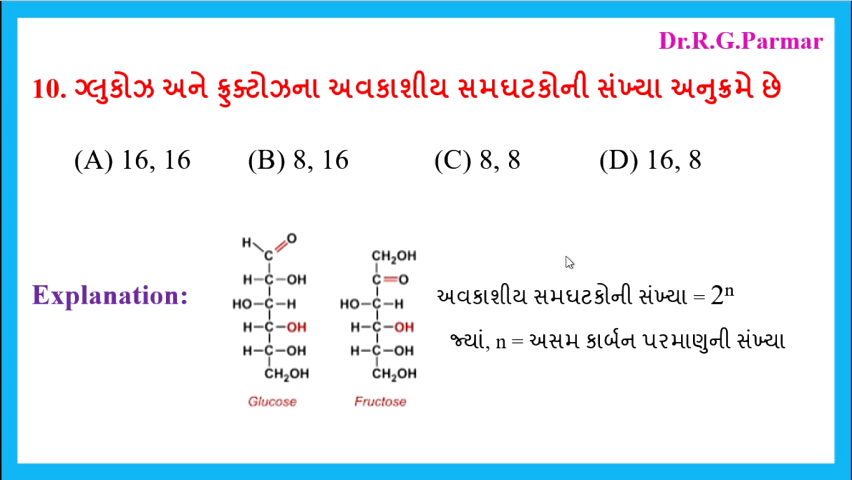 Dr.R.G.Parmar
10. ગ્લુકોઝ અને ફ્રુક્ટોઝના અવકાશીય સમઘટકોની સંખ્યા અનુક્રમે છે
(A) 16, 16 (B) 8, 16 (C) 8, 8 (D) 16, 8
Explanation:
H O
C
H–C–OH
HO–C–H
H–C–OH
H–C–OH
CH₂OH
Glucose
CH₂OH
C=O
HO–C–H
H–C–OH
H–C–OH
CH₂OH
Fructose
અવકાશીય સમઘટકોની સંખ્યા = 2ⁿ
જ્યાં, n = અસમ કાર્બન પરમાણુની સંખ્યા